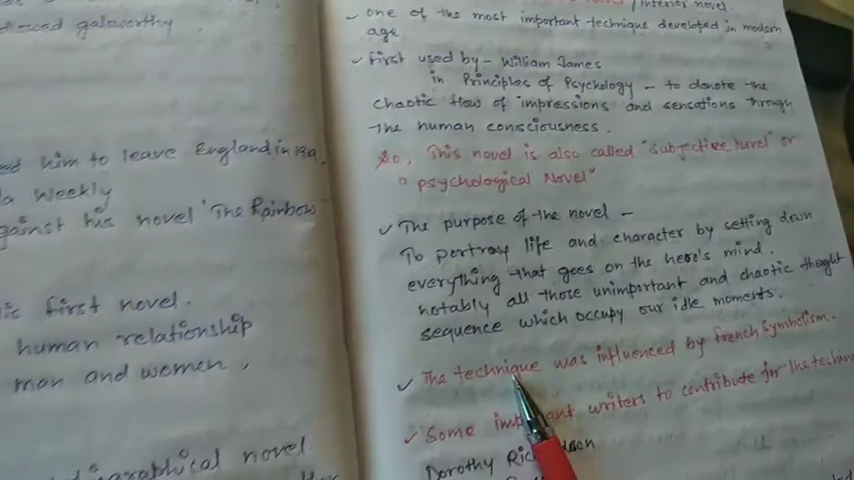 galsworthy
him to leave England in 19
Weekly
his novel 'The Rainbow
first novel.
human relationship
man and women.
graphical novel
Interior novel.
one of the most important technique developed in modern
age
First used by - William James
in Principles of Psychology - to denote the
chaotic flow of impressions and sensations through
the human consciousness.
So, This novel is also called "Subjective Novel" or
"psychological Novel"
The purpose of the novel -
To portray life and character by setting down
everything that goes on the hero's mind.
notably all those unimportant and chaotic thought
sequence which occupy our idle moments.
The technique was influenced by french Symbolism.
Some writers to contribute for the
Dorothy